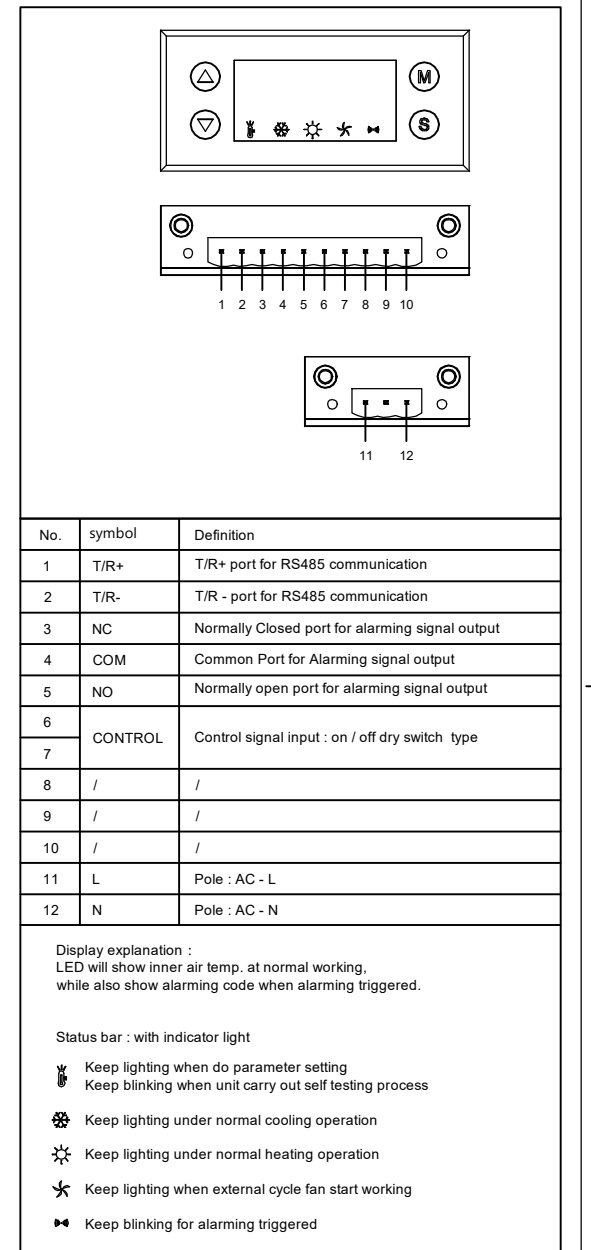 M
S
1 2 3 4 5 6 7 8 9 10
11 12
No. symbol Definition
1 T/R+ T/R+ port for RS485 communication
2 T/R- T/R - port for RS485 communication
3 NC Normally Closed port for alarming signal output
4 COM Common Port for Alarming signal output
5 NO Normally open port for alarming signal output
6
CONTROL Control signal input : on / off dry switch type
7
8 / /
9 / /
10 / /
11 L Pole : AC - L
12 N Pole : AC - N
Display explanation :
LED will show inner air temp. at normal working,
while also show alarming code when alarming triggered.
Status bar : with indicator light
Keep lighting when do parameter setting
Keep blinking when unit carry out self testing process
Keep lighting under normal cooling operation
Keep lighting under normal heating operation
Keep lighting when external cycle fan start working
Keep blinking for alarming triggered